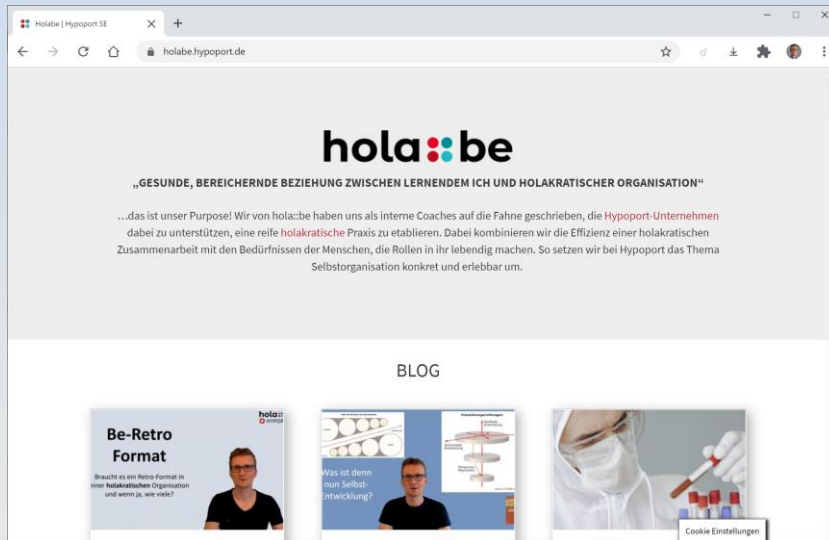 Holabe | Hypoport SE
holabe.hypoport.de
hola::be
„GESUNDE, BEREICHERNDE BEZIEHUNG ZWISCHEN LERNENDEM ICH UND HOLAKRATISCHER ORGANISATION“
…das ist unser Purpose! Wir von hola::be haben uns als interne Coaches auf die Fahne geschrieben, die Hypoport-Unternehmen
dabei zu unterstützen, eine reife holakratische Praxis zu etablieren. Dabei kombinieren wir die Effizienz einer holakratischen
Zusammenarbeit mit den Bedürfnissen der Menschen, die Rollen in ihr lebendig machen. So setzen wir bei Hypoport das Thema
Selbstorganisation konkret und erlebbar um.
BLOG
hola::
HYPOP
Be-Retro
Format
Braucht es ein Retro-Format in
einer holakratischen Organisation
und wenn ja, wie viele?
Was ist denn
nun Selbst-
Entwicklung?
Cookie Einstellungen